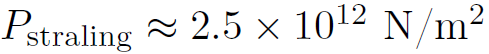 P_straling ≈ 2.5 × 10^12 N/m^2